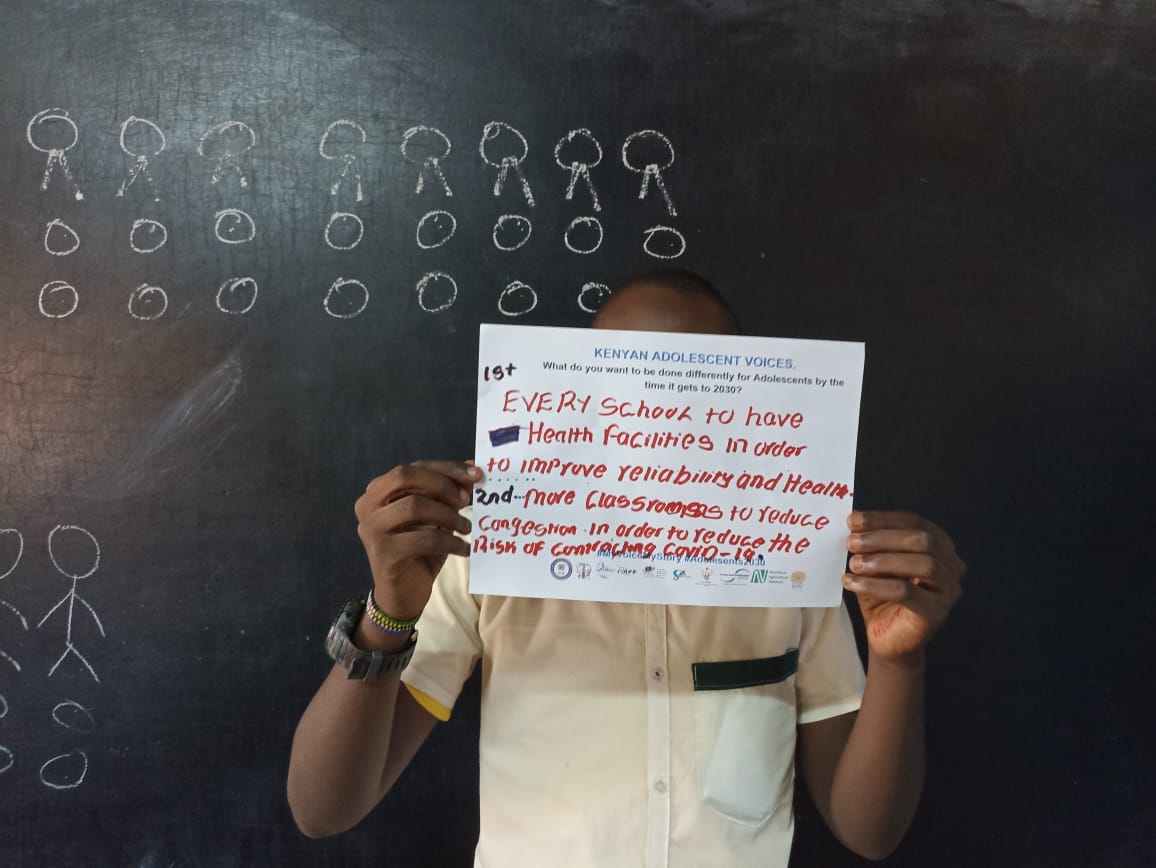 KENYAN ADOLESCENT VOICES.
What do you want to be done differently for Adolescents by the
time it gets to 2030?
1st
EVERY School to have
Health Facilities in order
to improve reliability and Health.
2nd more Classrooms to reduce
Congestion in order to reduce the
Risk of contracting Covid-19.
#MyVoiceMyStory #Adolesents2030